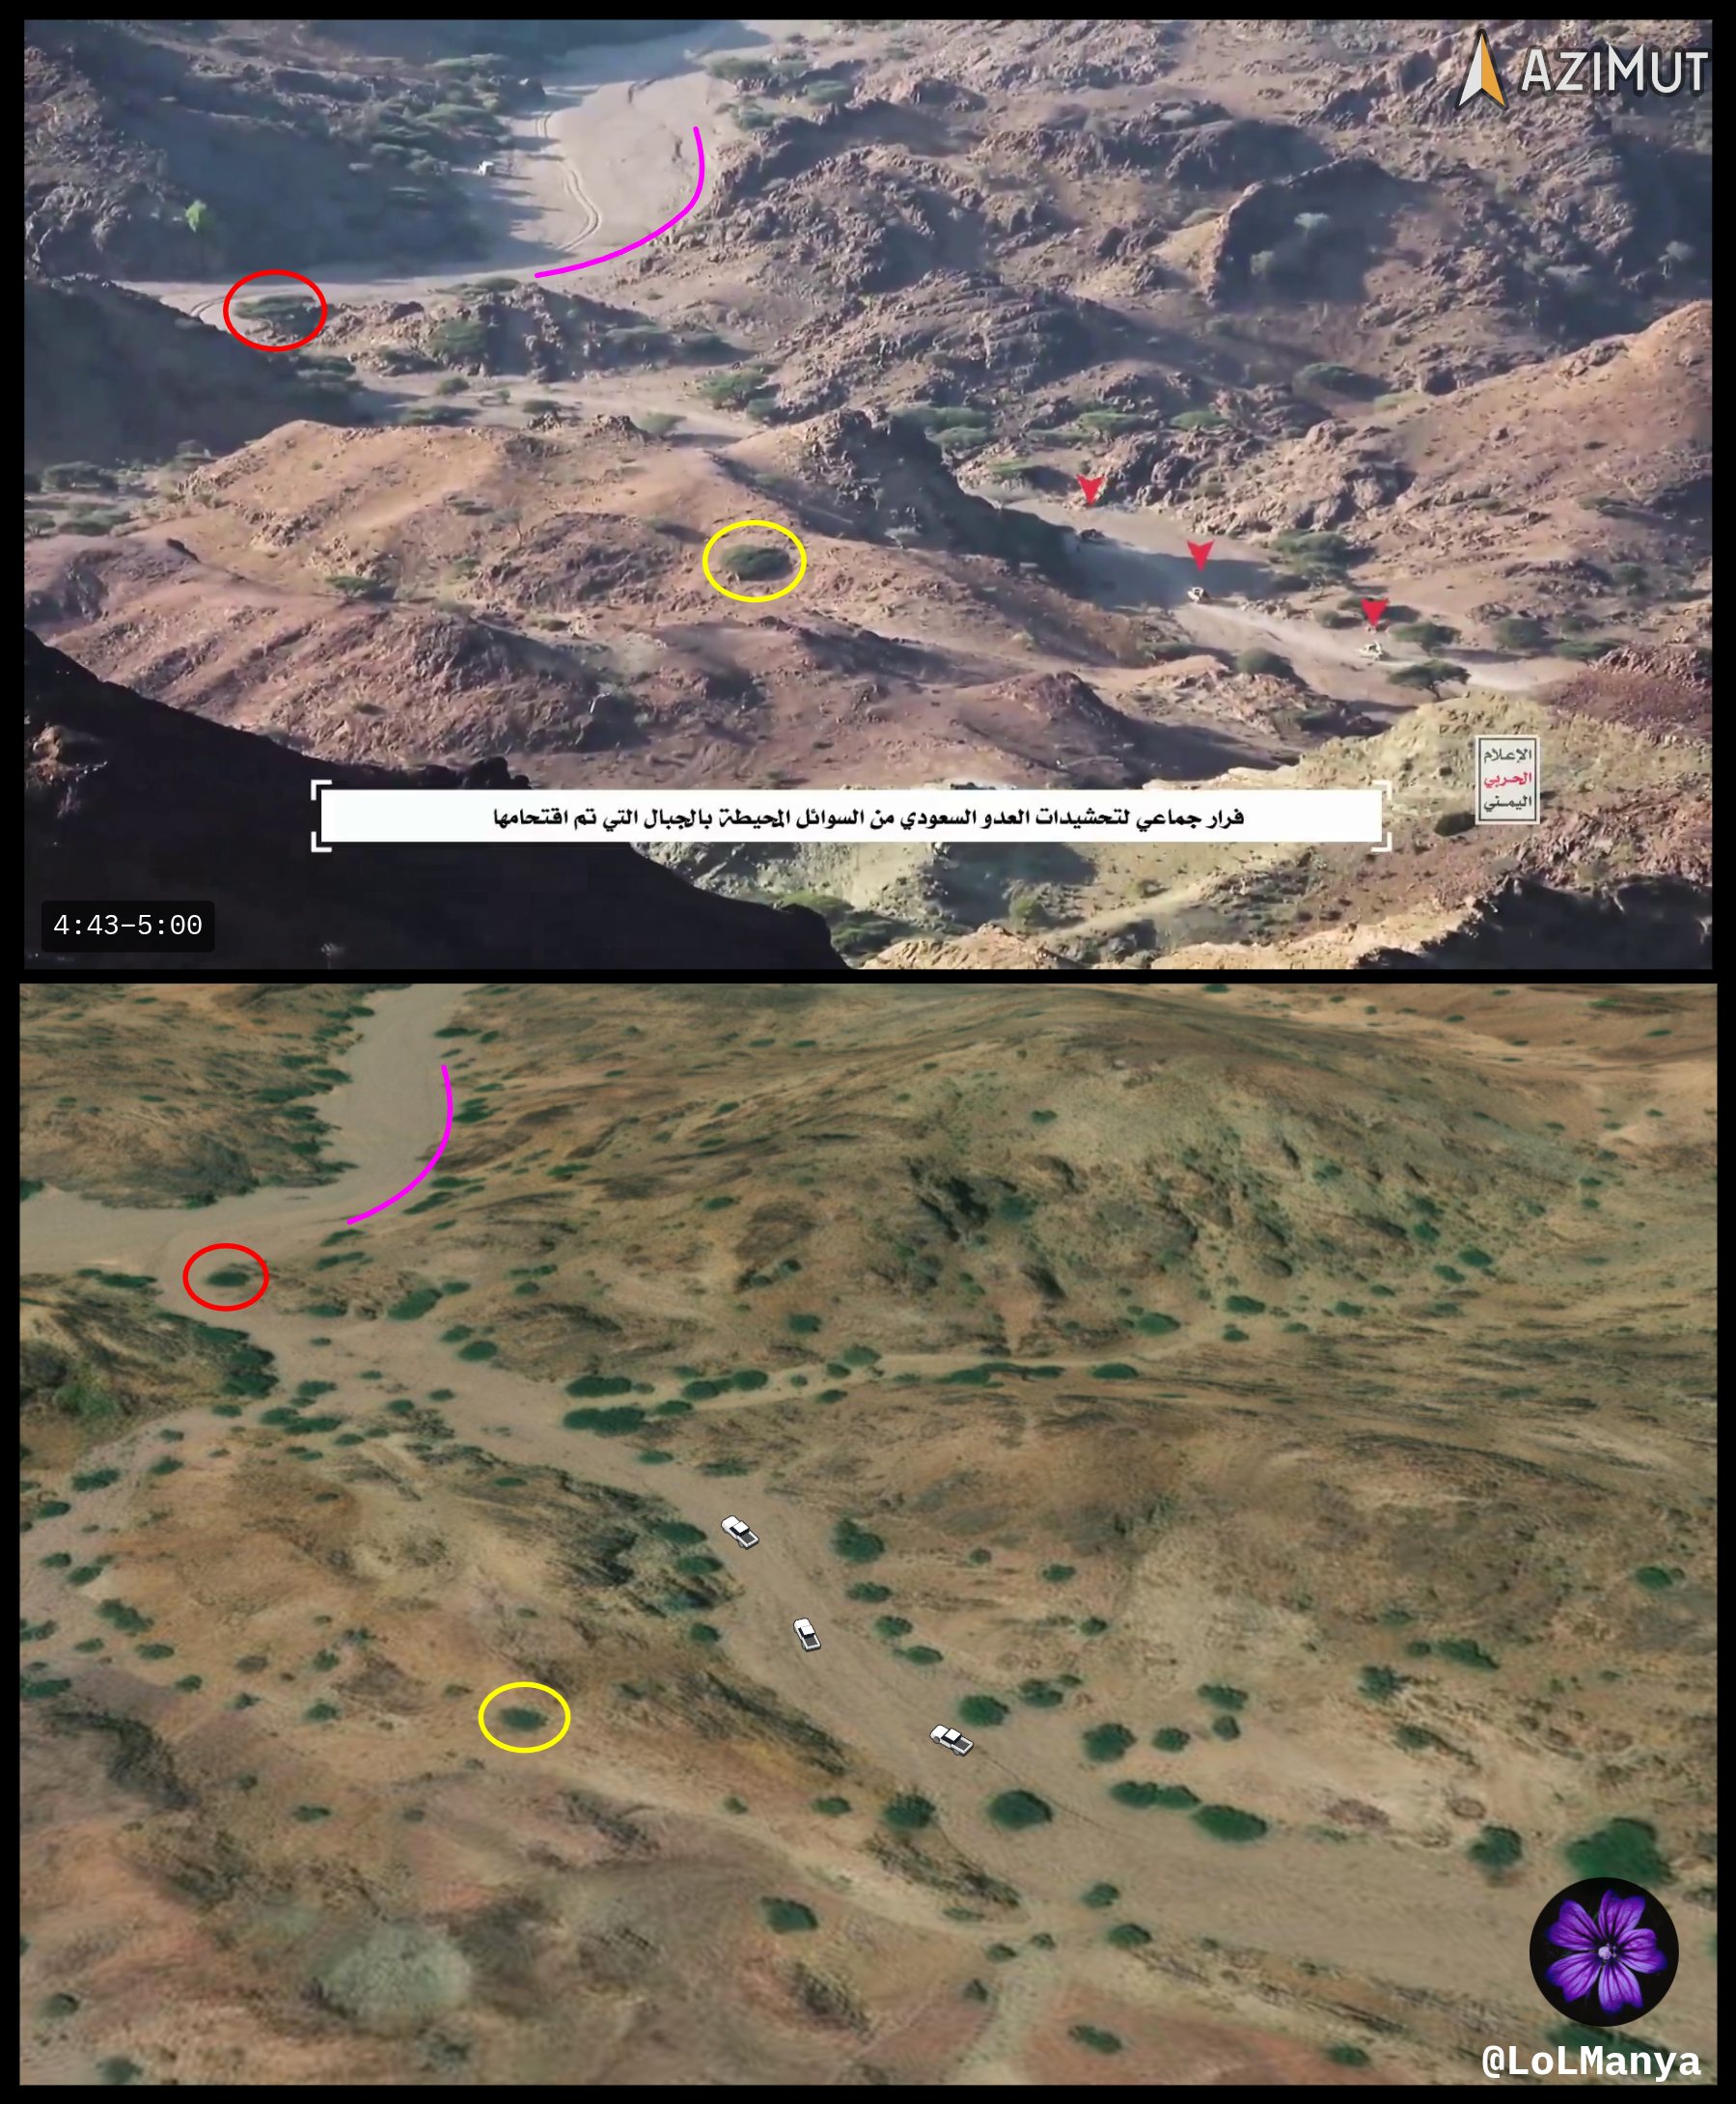 AZIMUT
فرار جماعي لتحشيدات العدو السعودي من السوائل المحيطة بالجبال التي تم اقتحامها
الإعلام
الحربي
اليمني
4:43–5:00
@LoLManya